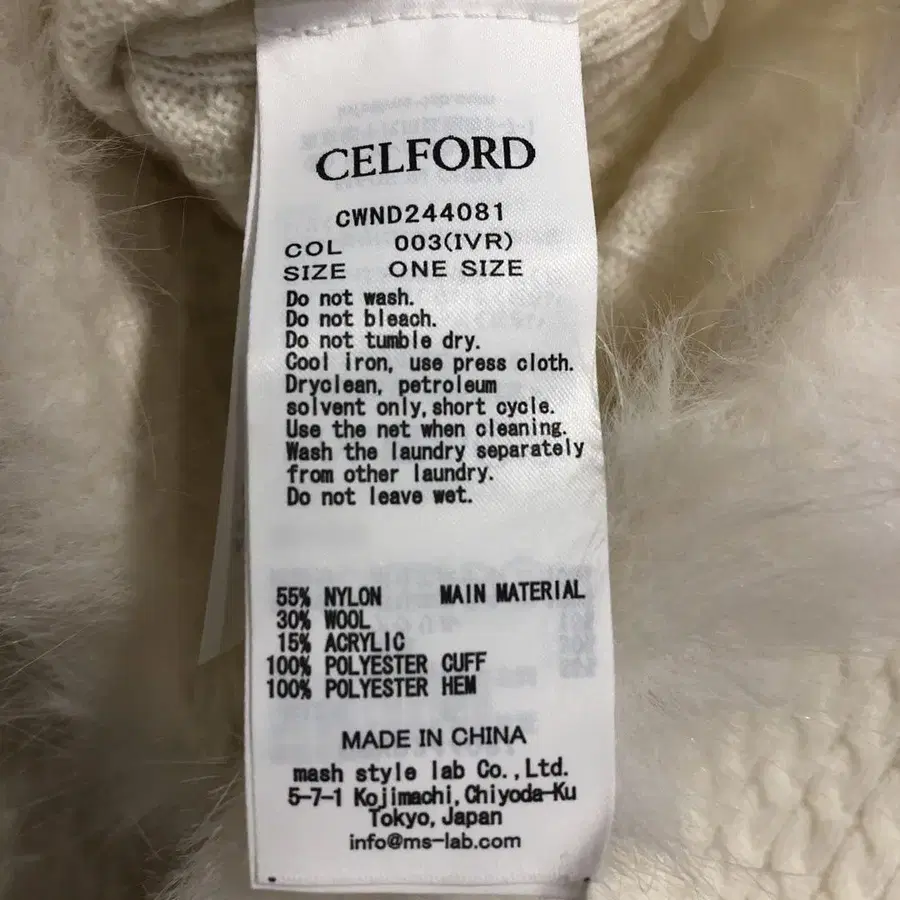 CELFORD
CWND244081
COL 003(IVR)
SIZE ONE SIZE
Do not wash.
Do not bleach.
Do not tumble dry.
Cool iron, use press cloth.
Dryclean, petroleum
solvent only,short cycle.
Use the net when cleaning.
Wash the laundry separately
from other laundry.
Do not leave wet.
55% NYLON MAIN MATERIAL
30% WOOL
15% ACRYLIC
100% POLYESTER CUFF
100% POLYESTER HEM
MADE IN CHINA
mash style lab Co.,Ltd.
5-7-1 Kojimachi,Chiyoda-Ku
Tokyo,Japan
info@ms-lab.com